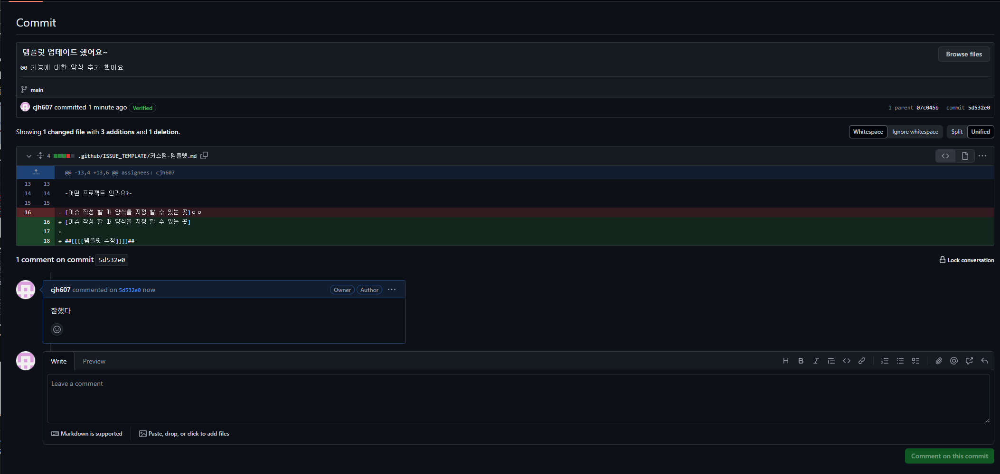 Commit
템플릿 업데이트 했어요~
Browse files
00 기능에 대한 양식 추가 했어요
main
cjh607 committed 1 minute ago Verified
1 parent 07c045b commit 5d532e0
Showing 1 changed file with 3 additions and 1 deletion.
Whitespace Ignore whitespace Split Unified
4 .github/ISSUE_TEMPLATE/커스텀-템플렛.md
@@ -13,4 +13,6 @@ assignees: cjh607
13 13
14 14 -어떤 프로젝트 인가요?-
15 15
16 - [이슈 작성 할 때 양식을 지정 할 수 있는 곳]ㅇㅇ
16 + [이슈 작성 할 때 양식을 지정 할 수 있는 곳]
17 +
18 + ##[[[[템플릿 수정]]]]##
1 comment on commit 5d532e0
Lock conversation
cjh607 commented on 5d532e0 now
Owner Author
잘했다
Write Preview
Leave a comment
Markdown is supported
Paste, drop, or click to add files
Comment on this commit